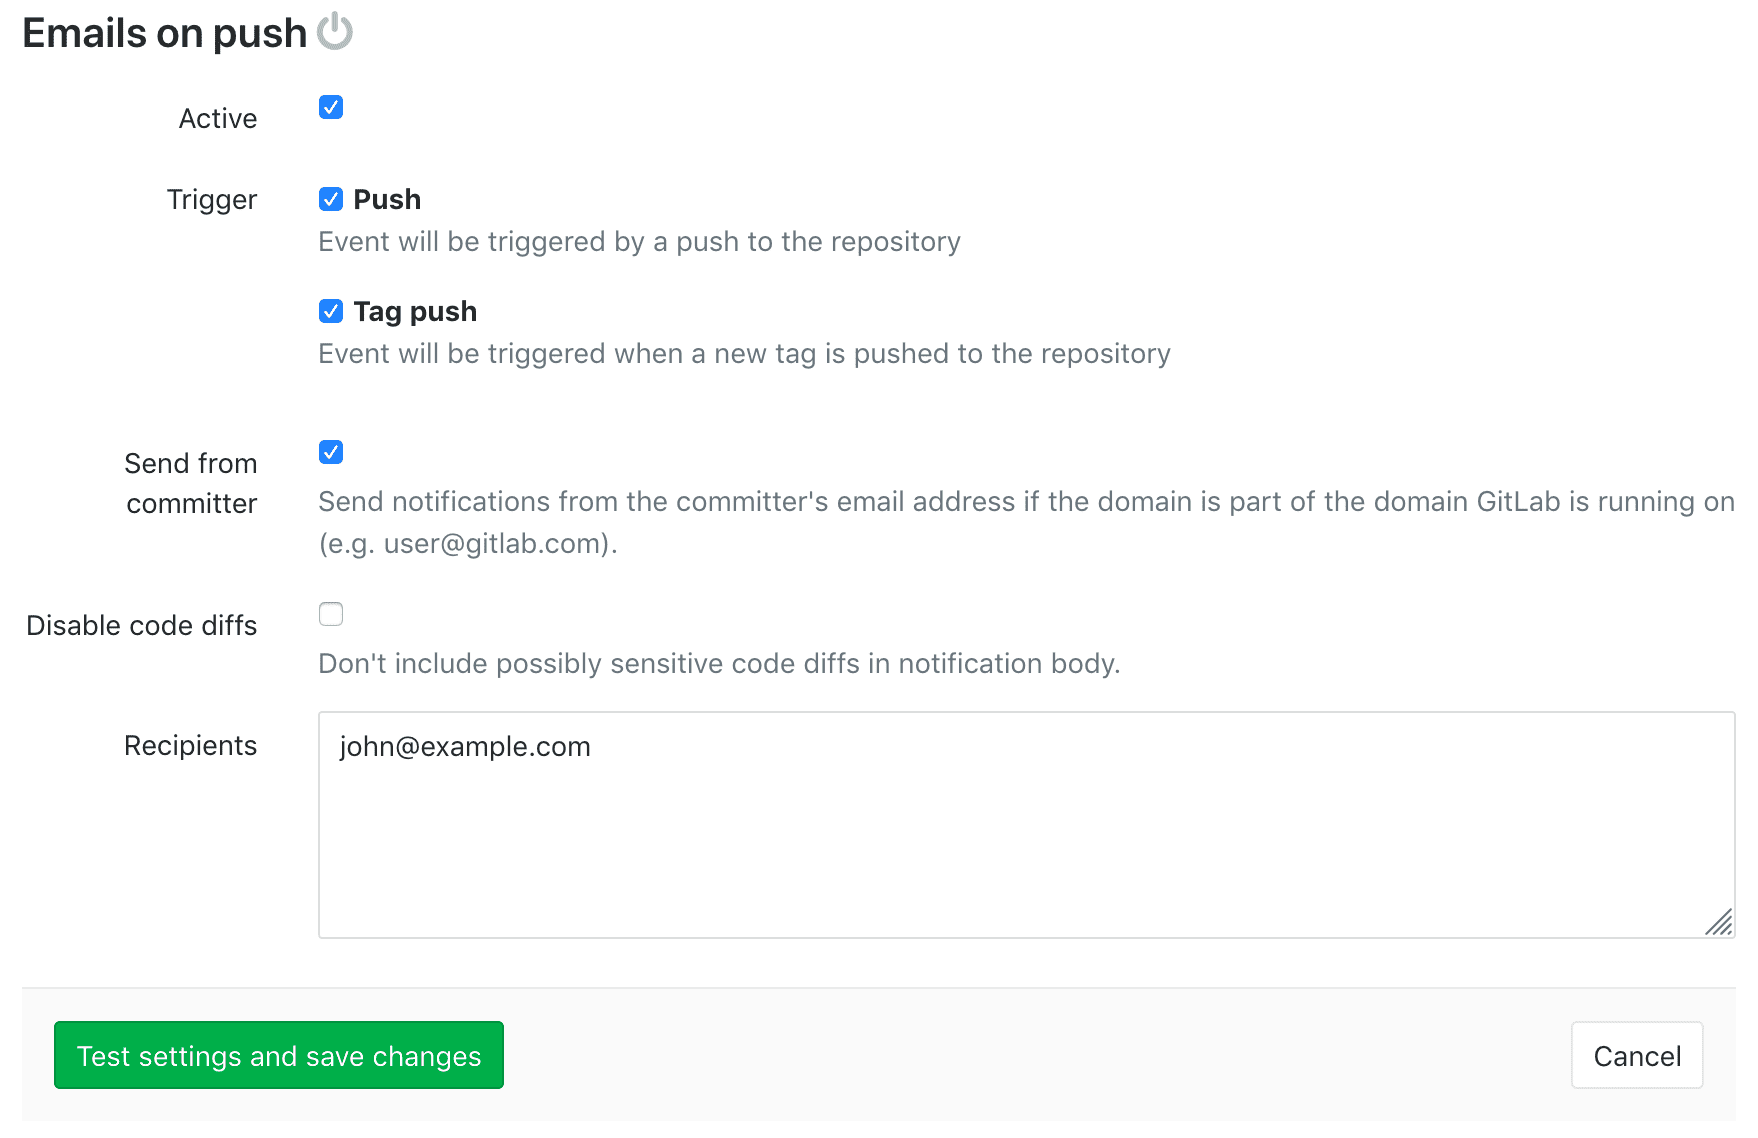 Emails on push
Active
Trigger
Push
Event will be triggered by a push to the repository
Tag push
Event will be triggered when a new tag is pushed to the repository
Send from
committer
Send notifications from the committer's email address if the domain is part of the domain GitLab is running on
(e.g. user@gitlab.com).
Disable code diffs
Don't include possibly sensitive code diffs in notification body.
Recipients
john@example.com
Test settings and save changes
Cancel